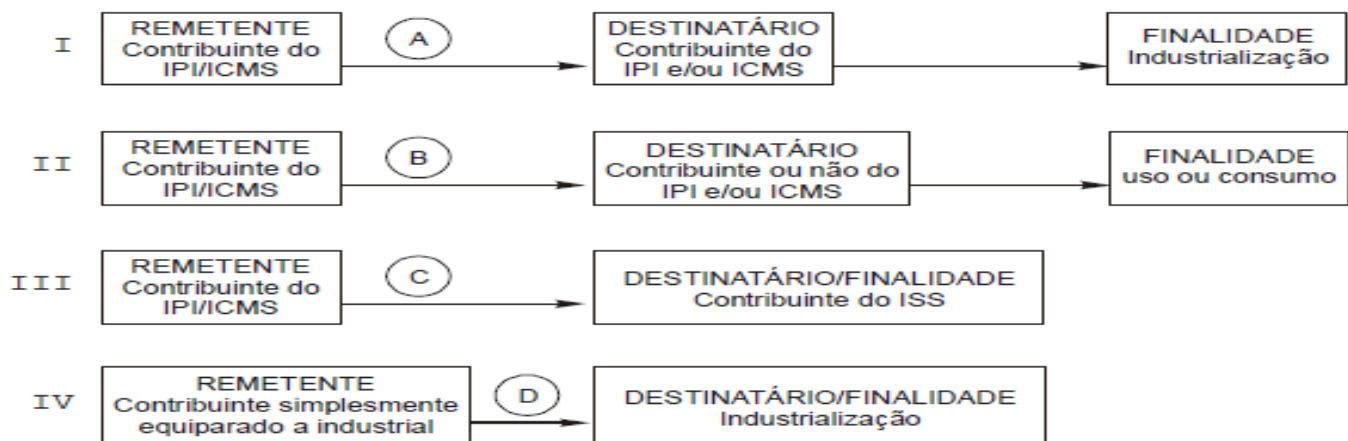 I
REMETENTE
Contribuinte do
IPI/ICMS
A
DESTINATÁRIO
Contribuinte do
IPI e/ou ICMS
FINALIDADE
Industrialização
II
REMETENTE
Contribuinte do
IPI/ICMS
B
DESTINATÁRIO
Contribuinte ou não do
IPI e/ou ICMS
FINALIDADE
uso ou consumo
III
REMETENTE
Contribuinte do
IPI/ICMS
C
DESTINATÁRIO/FINALIDADE
Contribuinte do ISS
IV
REMETENTE
Contribuinte simplesmente
equiparado a industrial
D
DESTINATÁRIO/FINALIDADE
Industrialização